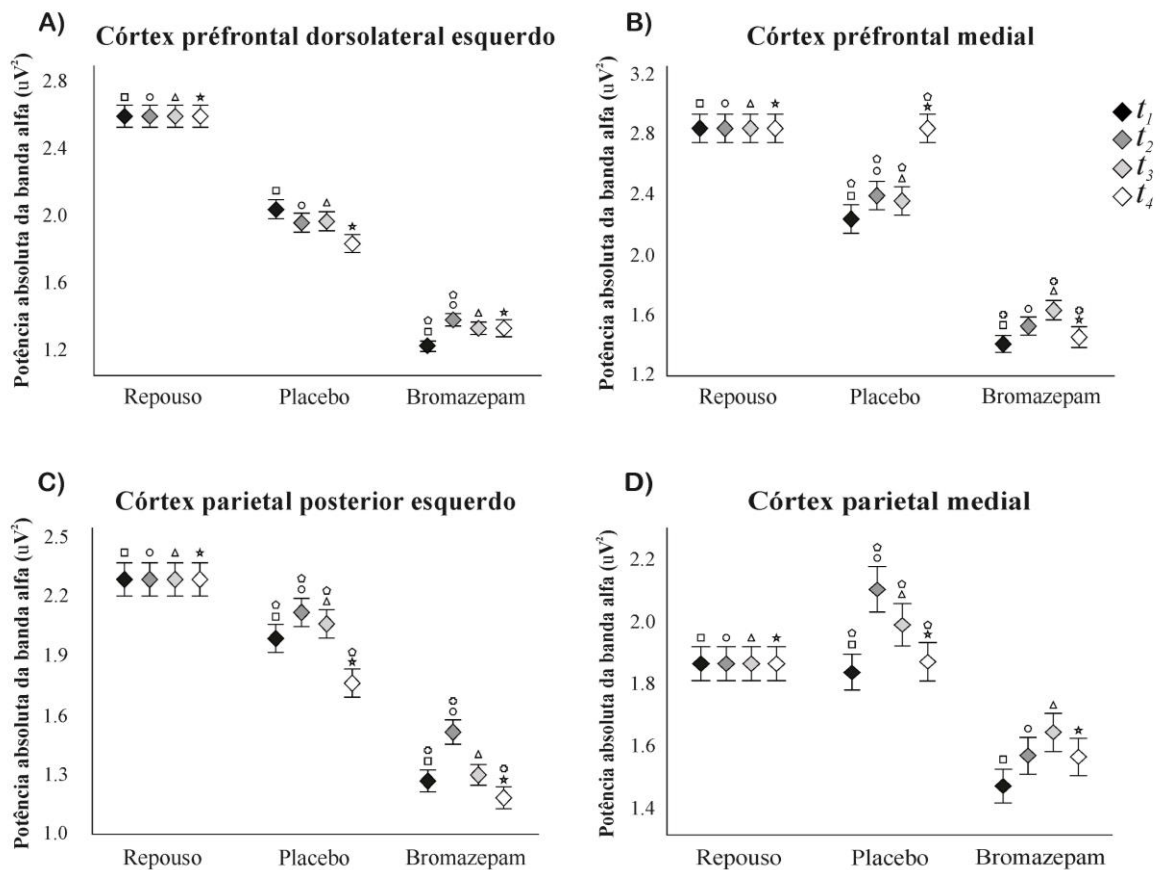 A)
Córtex préfrontal dorsolateral esquerdo
Potência absoluta da banda alfa (uV²)
2.8
2.4
2.0
1.6
1.2
Repouso Placebo Bromazepam
B)
Córtex préfrontal medial
Potência absoluta da banda alfa (uV²)
3.2
2.8
2.4
2.0
1.6
1.2
Repouso Placebo Bromazepam
t₁
t₂
t₃
t₄
C)
Córtex parietal posterior esquerdo
Potência absoluta da banda alfa (uV²)
2.5
2.2
1.9
1.6
1.3
1.0
Repouso Placebo Bromazepam
D)
Córtex parietal medial
Potência absoluta da banda alfa (uV²)
2.2
2.0
1.8
1.6
1.4
Repouso Placebo Bromazepam